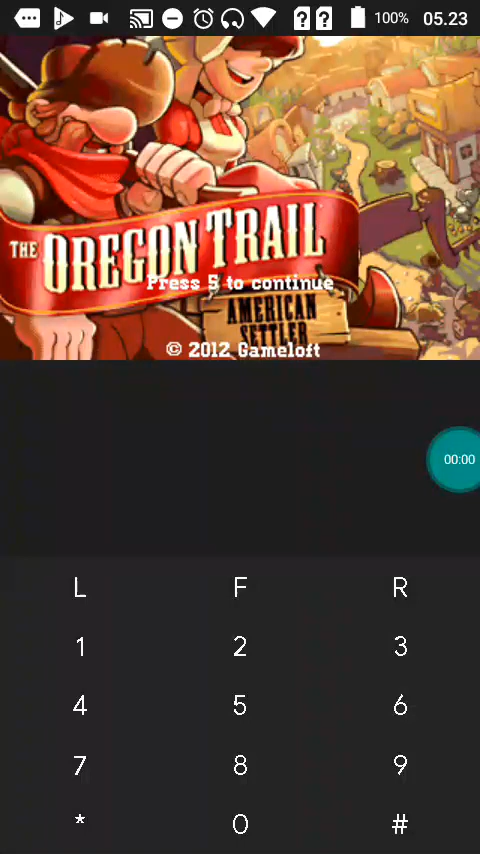 100% 05.23
THE OREGON TRAIL
Press 5 to continue
AMERICAN
SETTLER
© 2012 Gameloft
00:00
L F R
1 2 3
4 5 6
7 8 9
* 0 #